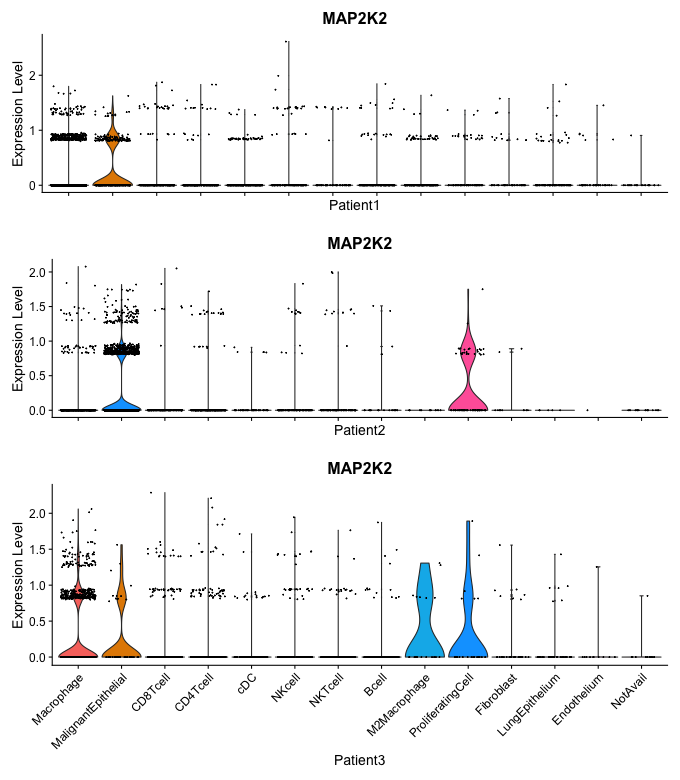 MAP2K2
Expression Level
2
1
0
Patient1
MAP2K2
Expression Level
2.0
1.5
1.0
0.5
0.0
Patient2
MAP2K2
Expression Level
2.0
1.5
1.0
0.5
0.0
Macrophage
MalignantEpithelial
CD8Tcell
CD4Tcell
cDC
NKcell
NKTcell
Bcell
M2Macrophage
ProliferatingCell
Fibroblast
LungEpithelium
Endothelium
NotAvail
Patient3